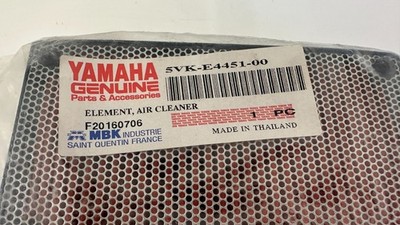 YAMAHA
GENUINE
Parts & Accessories
5VK-E4451-00
ELEMENT, AIR CLEANER
F20160706
MBK INDUSTRIE
SAINT QUENTIN FRANCE
1 PC
MADE IN THAILAND